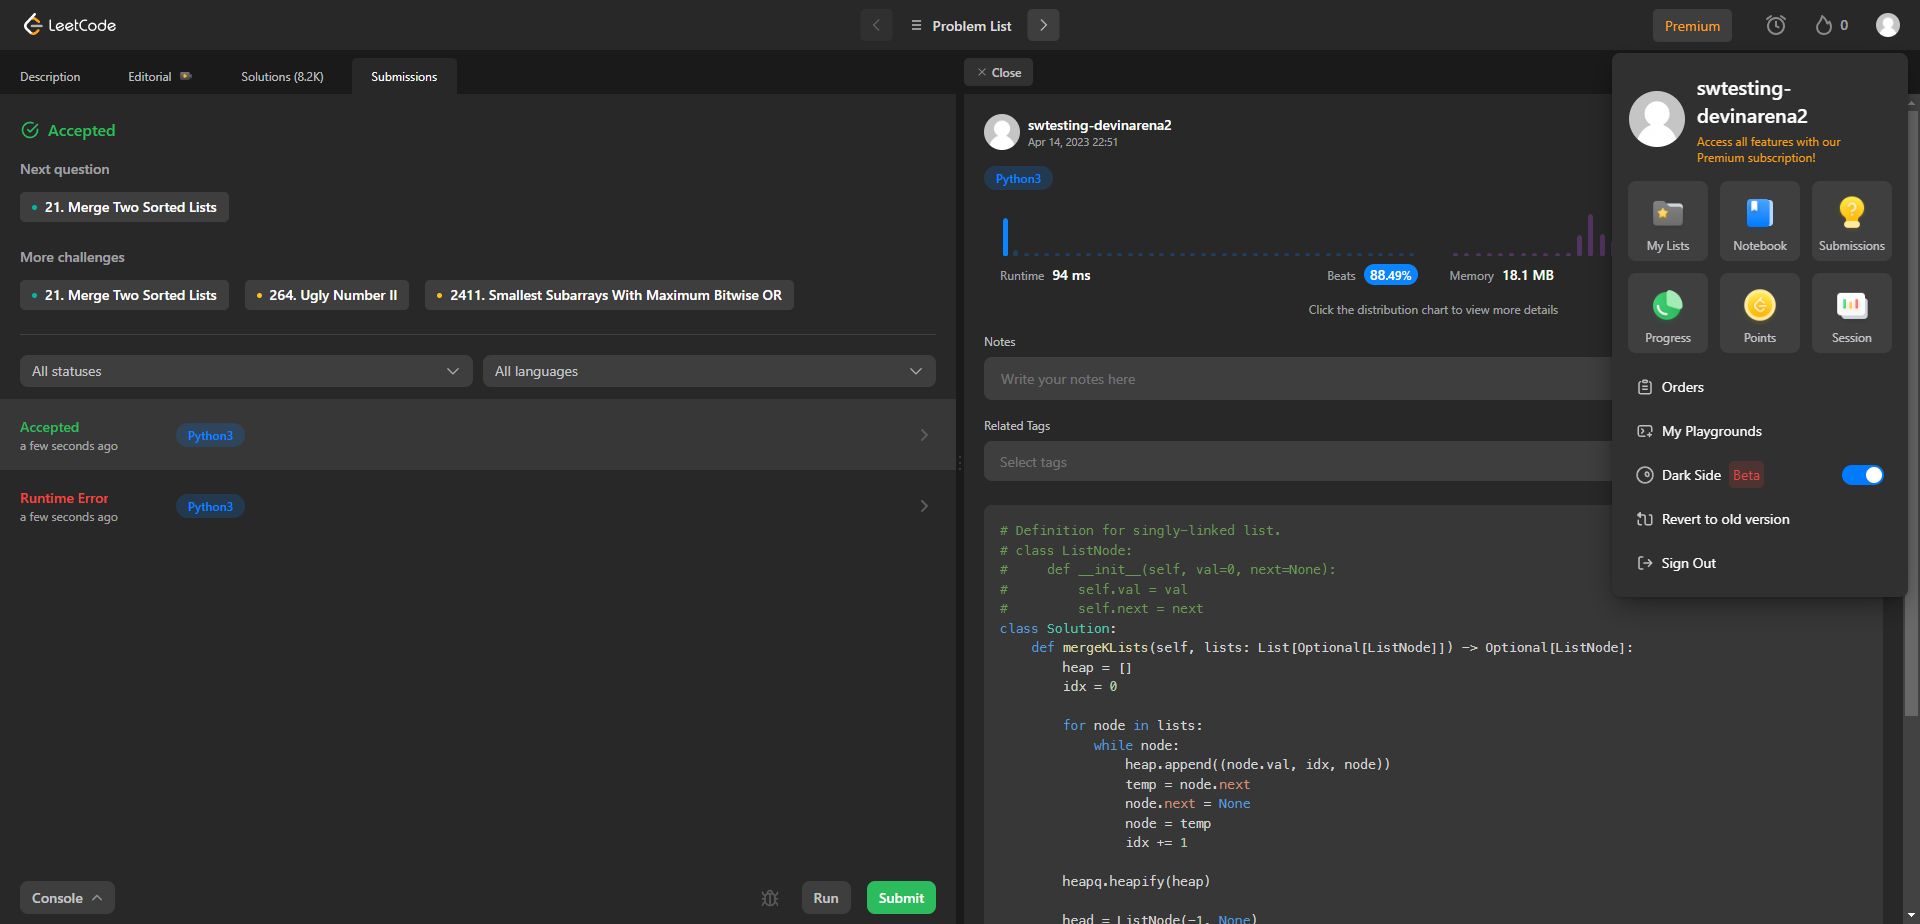 LeetCode
Problem List
Premium
0
Description
Editorial
Solutions (8.2K)
Submissions
Accepted
Next question
21. Merge Two Sorted Lists
More challenges
21. Merge Two Sorted Lists
264. Ugly Number II
2411. Smallest Subarrays With Maximum Bitwise OR
All statuses
All languages
Accepted
a few seconds ago
Python3
Runtime Error
a few seconds ago
Python3
Console
Run
Submit
Close
swtesting-devinarena2
Apr 14, 2023 22:51
Python3
Runtime 94 ms
Beats 88.49%
Memory 18.1 MB
Click the distribution chart to view more details
Notes
Write your notes here
Related Tags
Select tags
# Definition for singly-linked list.
# class ListNode:
#     def __init__(self, val=0, next=None):
#         self.val = val
#         self.next = next
class Solution:
    def mergeKLists(self, lists: List[Optional[ListNode]]) -> Optional[ListNode]:
        heap = []
        idx = 0
        for node in lists:
            while node:
                heap.append((node.val, idx, node))
                temp = node.next
                node.next = None
                node = temp
                idx += 1
        heapq.heapify(heap)
        head = ListNode(-1, None)
swtesting-
devinarena2
Access all features with our
Premium subscription!
My Lists
Notebook
Submissions
Progress
Points
Session
Orders
My Playgrounds
Dark Side Beta
Revert to old version
Sign Out